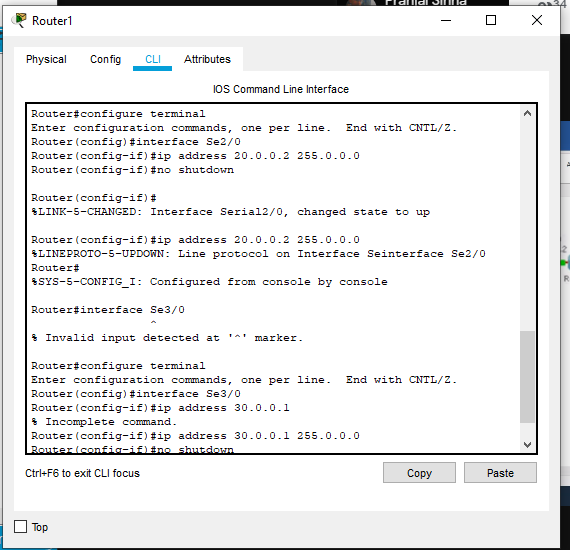 Router1
Physical Config CLI Attributes
IOS Command Line Interface
Router#configure terminal
Enter configuration commands, one per line. End with CNTL/Z.
Router(config)#interface Se2/0
Router(config-if)#ip address 20.0.0.2 255.0.0.0
Router(config-if)#no shutdown
Router(config-if)#
%LINK-5-CHANGED: Interface Serial2/0, changed state to up
Router(config-if)#ip address 20.0.0.2 255.0.0.0
%LINEPROTO-5-UPDOWN: Line protocol on Interface Seinterface Se2/0
Router#
%SYS-5-CONFIG_I: Configured from console by console
Router#interface Se3/0
^
% Invalid input detected at '^' marker.
Router#configure terminal
Enter configuration commands, one per line. End with CNTL/Z.
Router(config)#interface Se3/0
Router(config-if)#ip address 30.0.0.1
% Incomplete command.
Router(config-if)#ip address 30.0.0.1 255.0.0.0
Router(config-if)#no shutdown
Ctrl+F6 to exit CLI focus
Copy Paste
Top